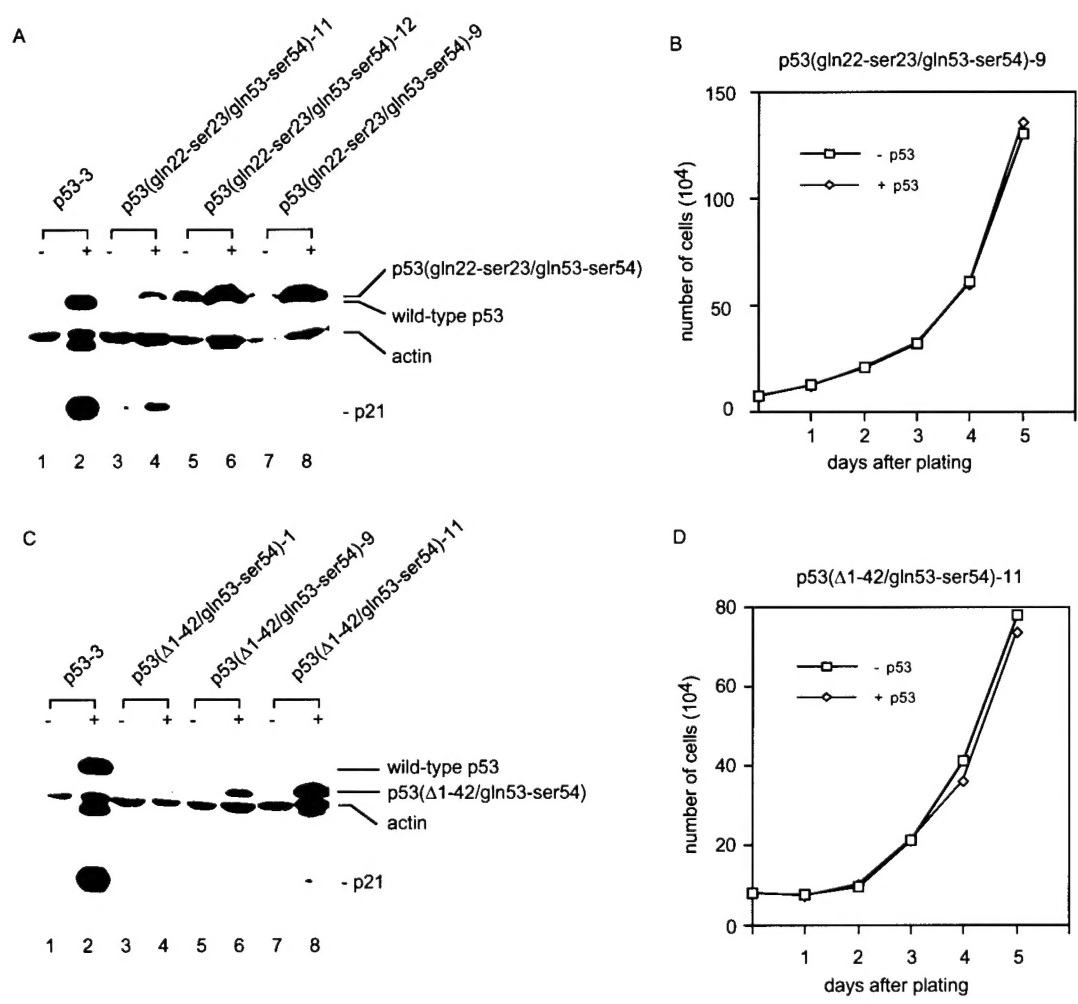 A
p53-3
p53(gln22-ser23/gln53-ser54)-11
p53(gln22-ser23/gln53-ser54)-12
p53(gln22-ser23/gln53-ser54)-9
- + - + - + - +
p53(gln22-ser23/gln53-ser54)
wild-type p53
actin
- p21
1 2 3 4 5 6 7 8
B
p53(gln22-ser23/gln53-ser54)-9
number of cells (10⁴)
150
100
50
0
- p53
+ p53
1 2 3 4 5
days after plating
C
p53-3
p53(Δ1-42/gln53-ser54)-1
p53(Δ1-42/gln53-ser54)-9
p53(Δ1-42/gln53-ser54)-11
- + - + - + - +
wild-type p53
p53(Δ1-42/gln53-ser54)
actin
- p21
1 2 3 4 5 6 7 8
D
p53(Δ1-42/gln53-ser54)-11
number of cells (10⁴)
80
60
40
20
0
- p53
+ p53
1 2 3 4 5
days after plating